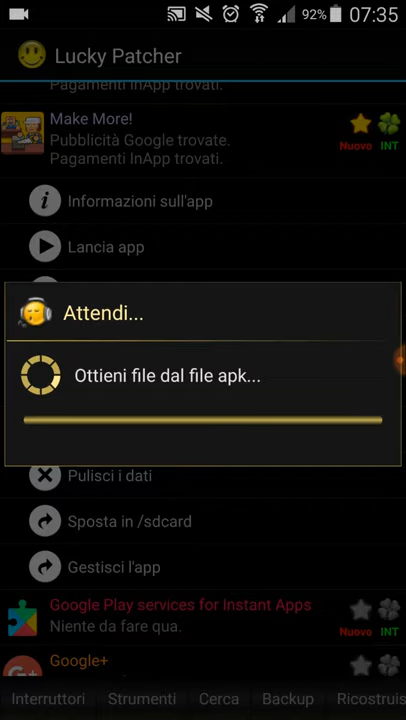 92% 07:35
Lucky Patcher
Pagamenti InApp trovati.
Make More!
Pubblicità Google trovate.
Pagamenti InApp trovati.
Nuovo INT
Informazioni sull'app
Lancia app
Attendi...
Ottieni file dal file apk...
Pulisci i dati
Sposta in /sdcard
Gestisci l'app
Google Play services for Instant Apps
Niente da fare qua.
Nuovo INT
Google+
Interruttori Strumenti Cerca Backup Ricostruis